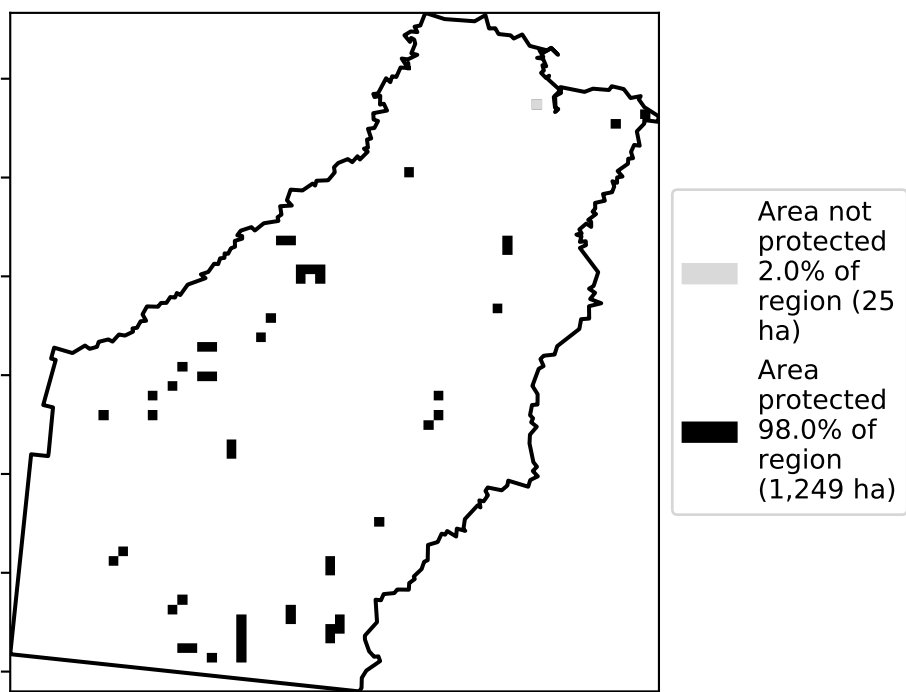 Area not
protected
2.0% of
region (25
ha)
Area
protected
98.0% of
region
(1,249 ha)